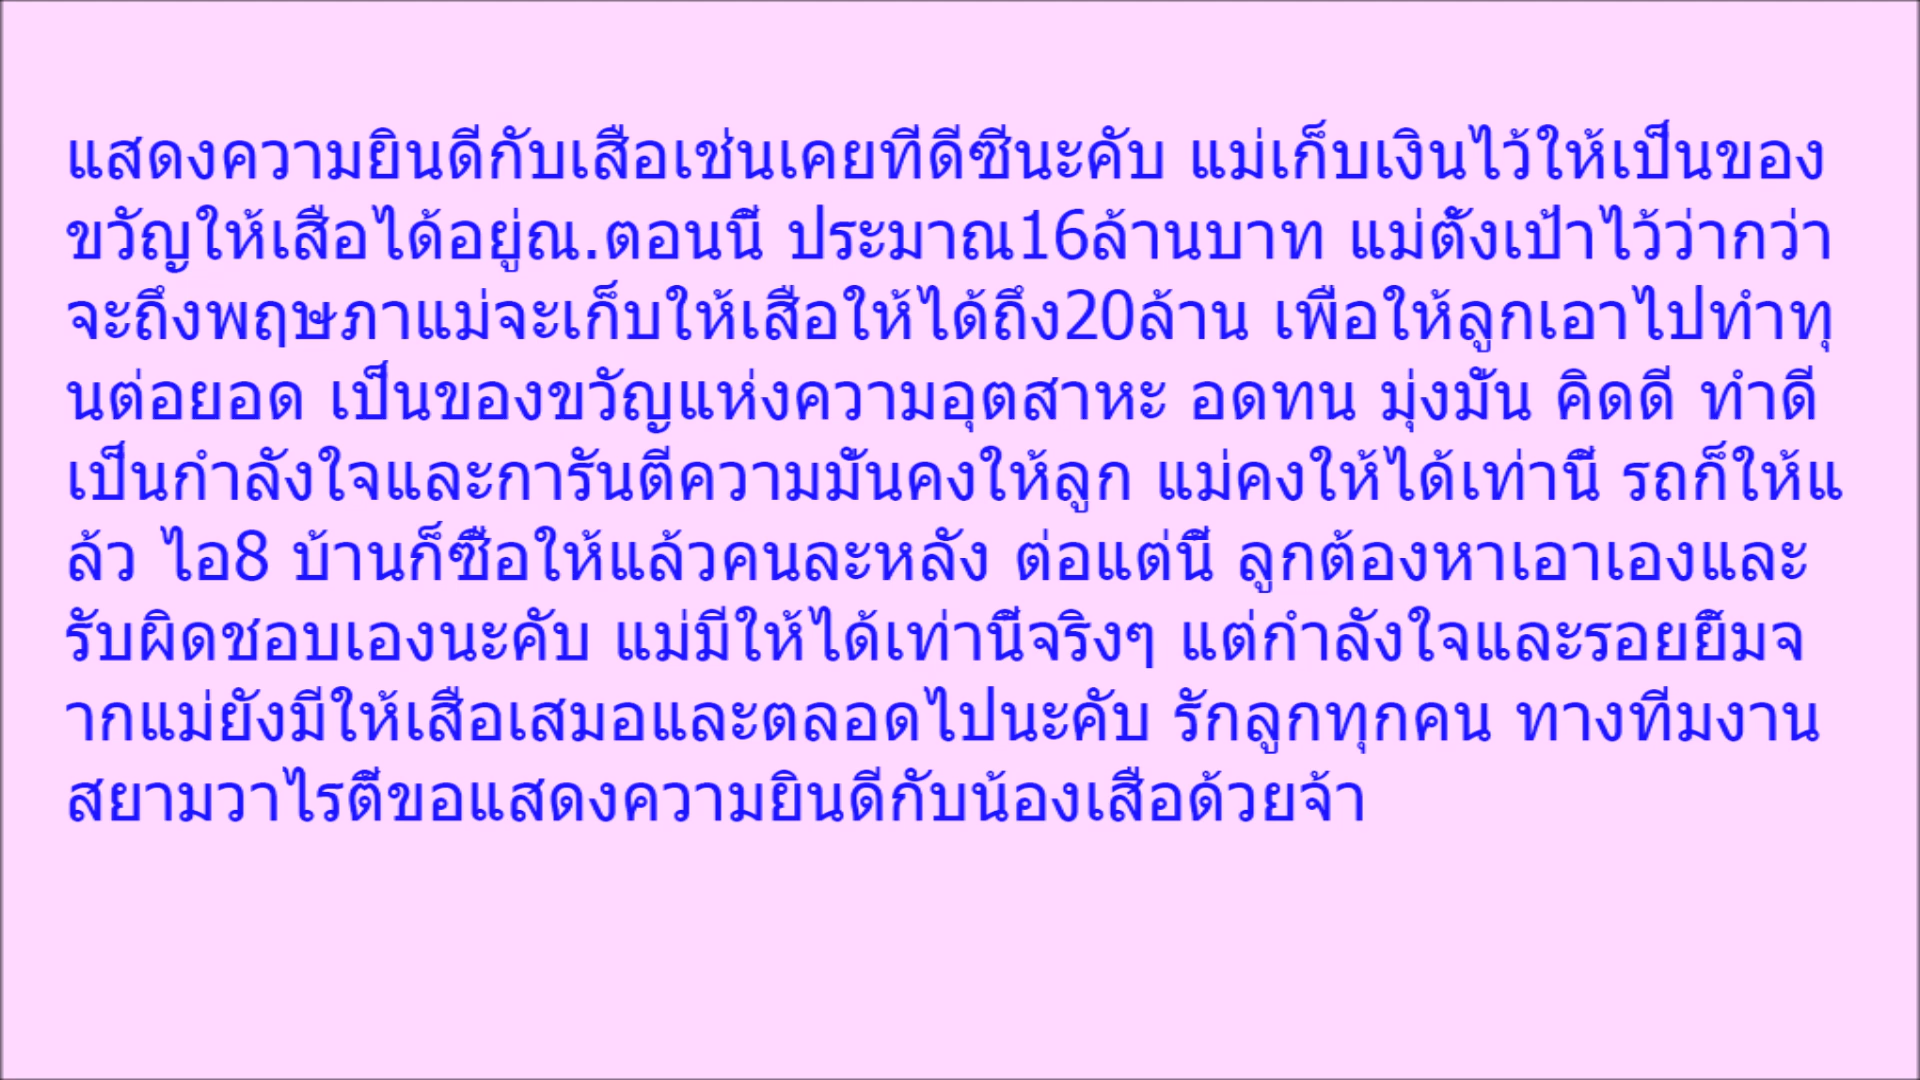 แสดงความยินดีกับเสือเช่นเคยที่ดีซีนะคับ แม่เก็บเงินไว้ให้เป็นของ
ขวัญให้เสือได้อยู่ณ.ตอนนี้ ประมาณ16ล้านบาท แม่ตั้งเป้าไว้ว่ากว่า
จะถึงพฤษภาแม่จะเก็บให้เสือให้ได้ถึง20ล้าน เพื่อให้ลูกเอาไปทำทุ
นต่อยอด เป็นของขวัญแห่งความอุตสาหะ อดทน มุ่งมั่น คิดดี ทำดี
เป็นกำลังใจและการันตีความมั่นคงให้ลูก แม่คงให้ได้เท่านี้ รถก็ให้แ
ล้ว ไอ8 บ้านก็ซื้อให้แล้วคนละหลัง ต่อแต่นี้ ลูกต้องหาเอาเองและ
รับผิดชอบเองนะคับ แม่มีให้ได้เท่านี้จริงๆ แต่กำลังใจและรอยยิ้มจ
ากแม่ยังมีให้เสือเสมอและตลอดไปนะคับ รักลูกทุกคน ทางทีมงาน
สยามวาไรตี้ขอแสดงความยินดีกับน้องเสือด้วยจ้า